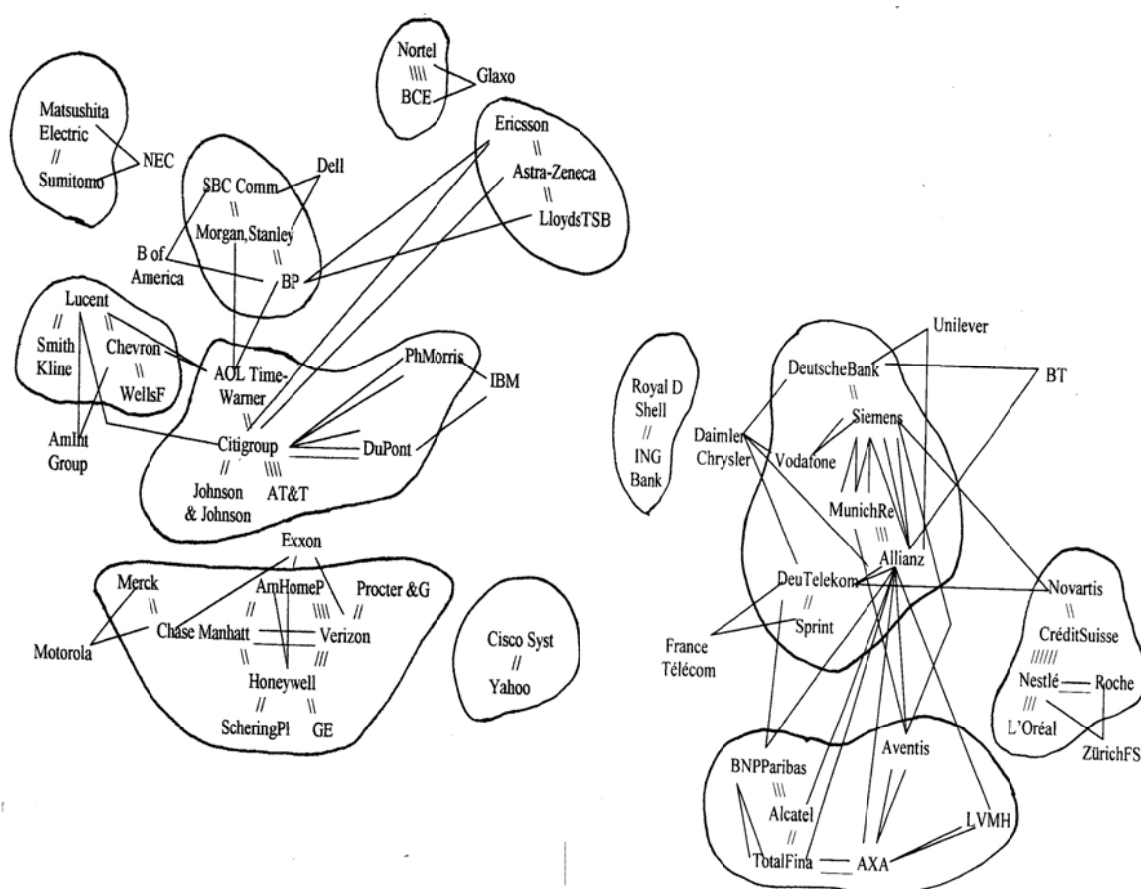 Nortel
BCE
Glaxo
Matsushita
Electric
Sumitomo
NEC
Ericsson
Astra-Zeneca
LloydsTSB
SBC Comm
Morgan,Stanley
BP
Dell
B of
America
Lucent
Smith
Kline
Chevron
WellsF
AmInt
Group
AOL Time-
Warner
Citigroup
Johnson
& Johnson
AT&T
PhMorris
IBM
DuPont
Exxon
Merck
AmHomeP
Procter &G
Chase Manhatt
Verizon
Motorola
Honeywell
ScheringPl
GE
Cisco Syst
Yahoo
Royal D
Shell
ING
Bank
Unilever
DeutscheBank
BT
Siemens
Daimler
Chrysler
Vodafone
MunichRe
Allianz
DeuTelekom
Sprint
France
Télécom
Novartis
CréditSuisse
Nestlé
Roche
L'Oréal
ZürichFS
Aventis
BNPParibas
Alcatel
LVMH
TotalFina
AXA